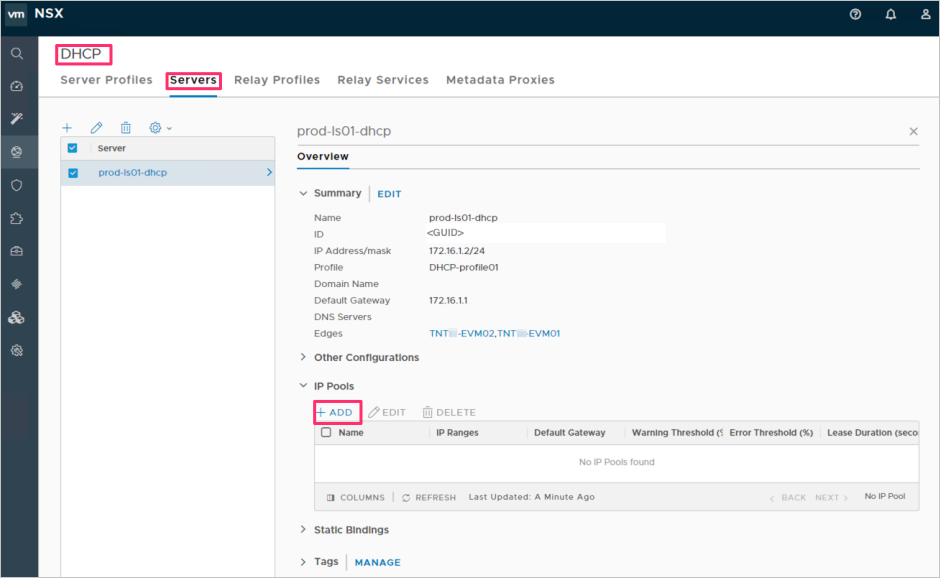 vm NSX
DHCP
Server Profiles Servers Relay Profiles Relay Services Metadata Proxies
Server
prod-ls01-dhcp
prod-ls01-dhcp
Overview
Summary EDIT
Name prod-ls01-dhcp
ID <GUID>
IP Address/mask 172.16.1.2/24
Profile DHCP-profile01
Domain Name
Default Gateway 172.16.1.1
DNS Servers
Edges TNT -EVM02,TNT -EVM01
Other Configurations
IP Pools
+ ADD EDIT DELETE
Name IP Ranges Default Gateway Warning Threshold (% Error Threshold (%) Lease Duration (seco
No IP Pools found
COLUMNS REFRESH Last Updated: A Minute Ago BACK NEXT No IP Pool
Static Bindings
Tags MANAGE